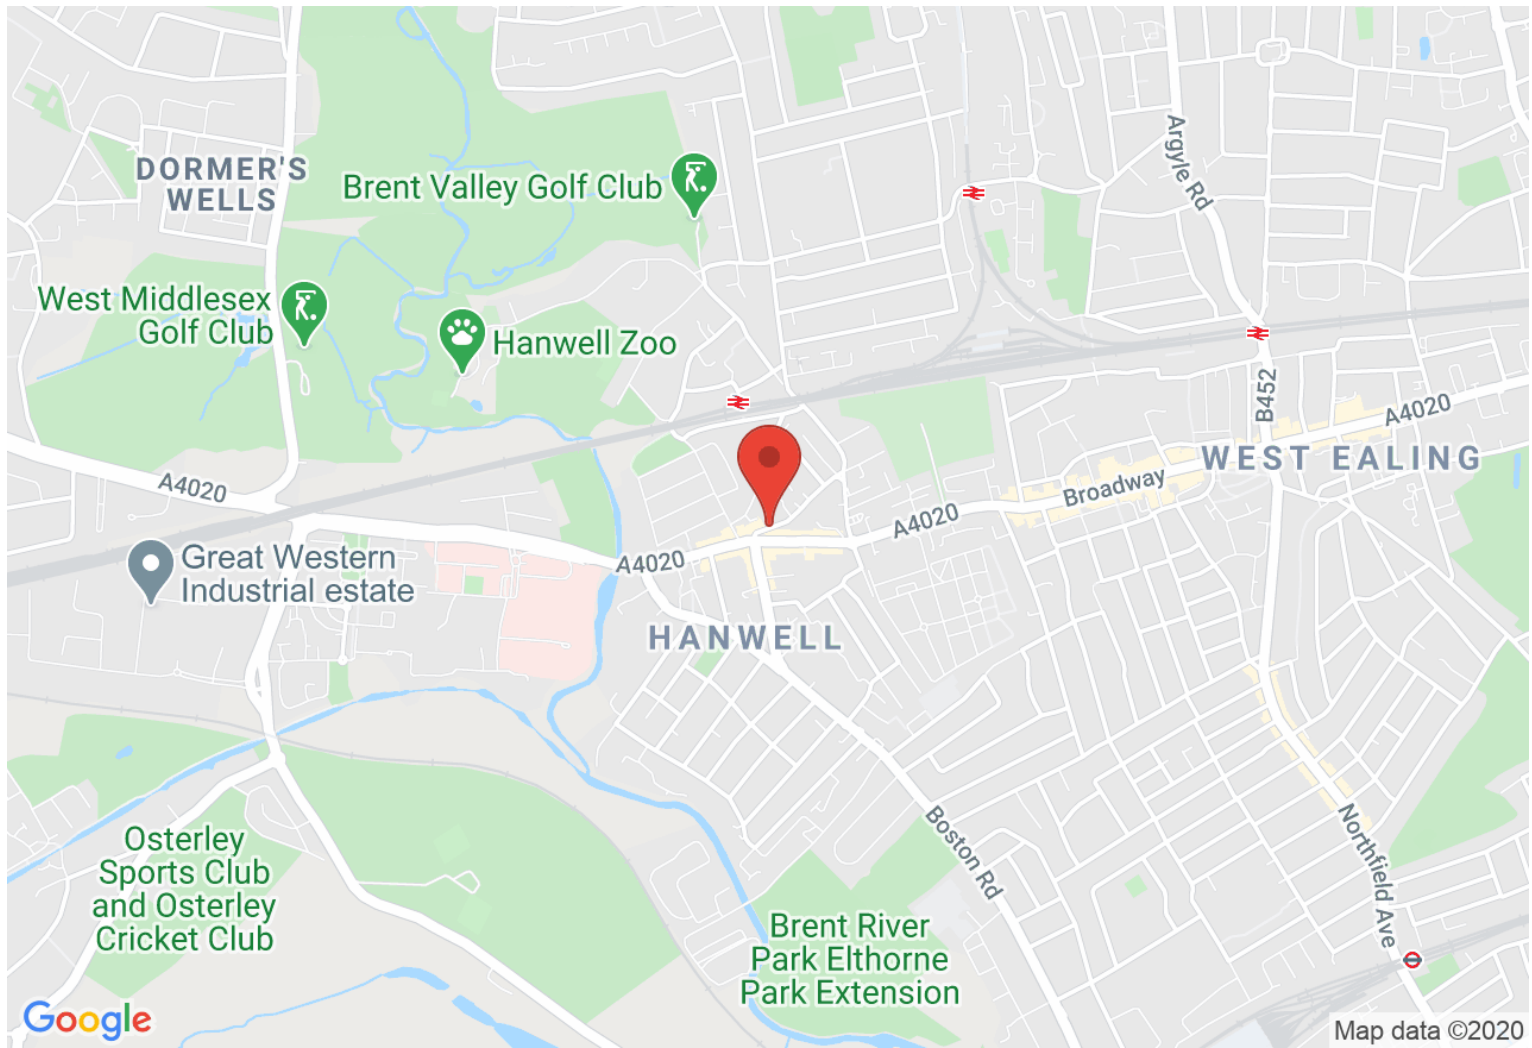 Argyle Rd
DORMER'S
WELLS
Brent Valley Golf Club
West Middlesex
Golf Club
Hanwell Zoo
B452
A4020
WEST EALING
A4020
Broadway
A4020
Great Western
Industrial estate
A4020
HANWELL
Boston Rd
Northfield Ave
Osterley
Sports Club
and Osterley
Cricket Club
Brent River
Park Elthorne
Park Extension
Google
Map data ©2020